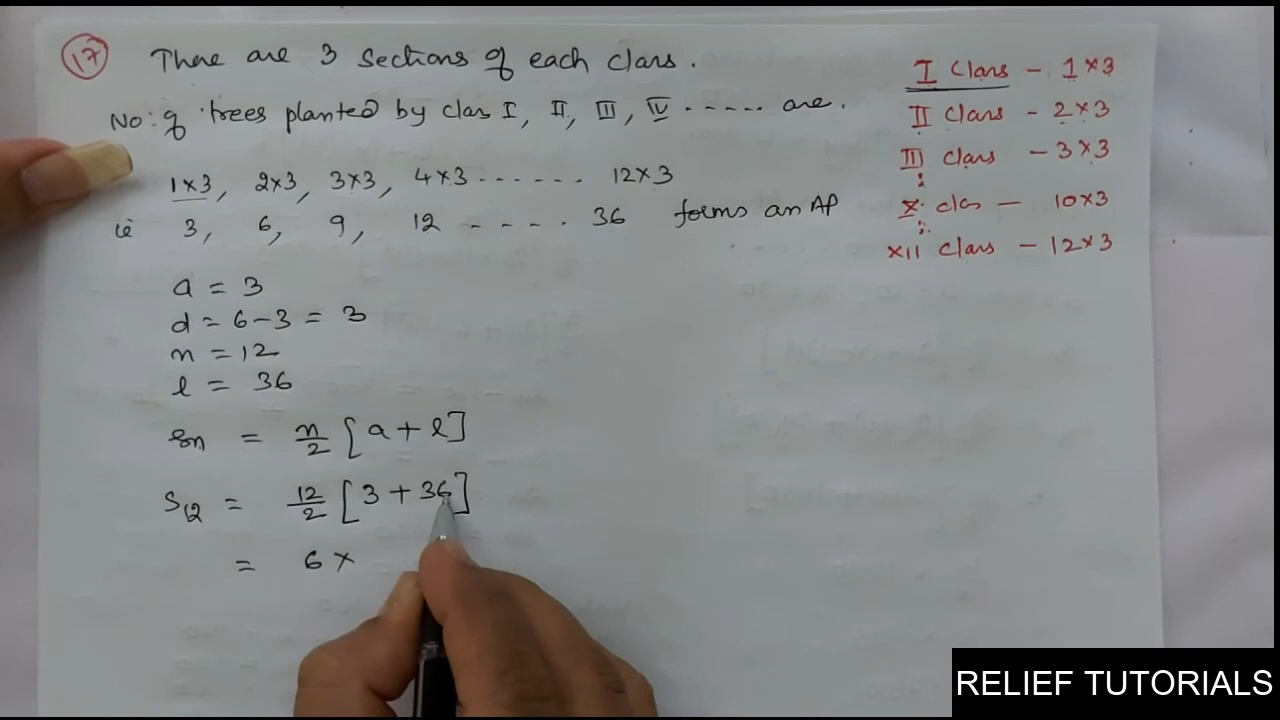 17 There are 3 Sections of each class.
No: of trees planted by class I, II, III, IV ------ are.
1×3, 2×3, 3×3, 4×3 ------ 12×3
ie 3, 6, 9, 12 ---- 36 forms an AP
a = 3
d = 6-3 = 3
n = 12
l = 36
Sn = n/2 [a + l]
S12 = 12/2 [3 + 36]
= 6 ×
I Class - 1×3
II Class - 2×3
III class - 3×3
:
X clas - 10×3
:
XII class - 12×3
RELIEF TUTORIALS